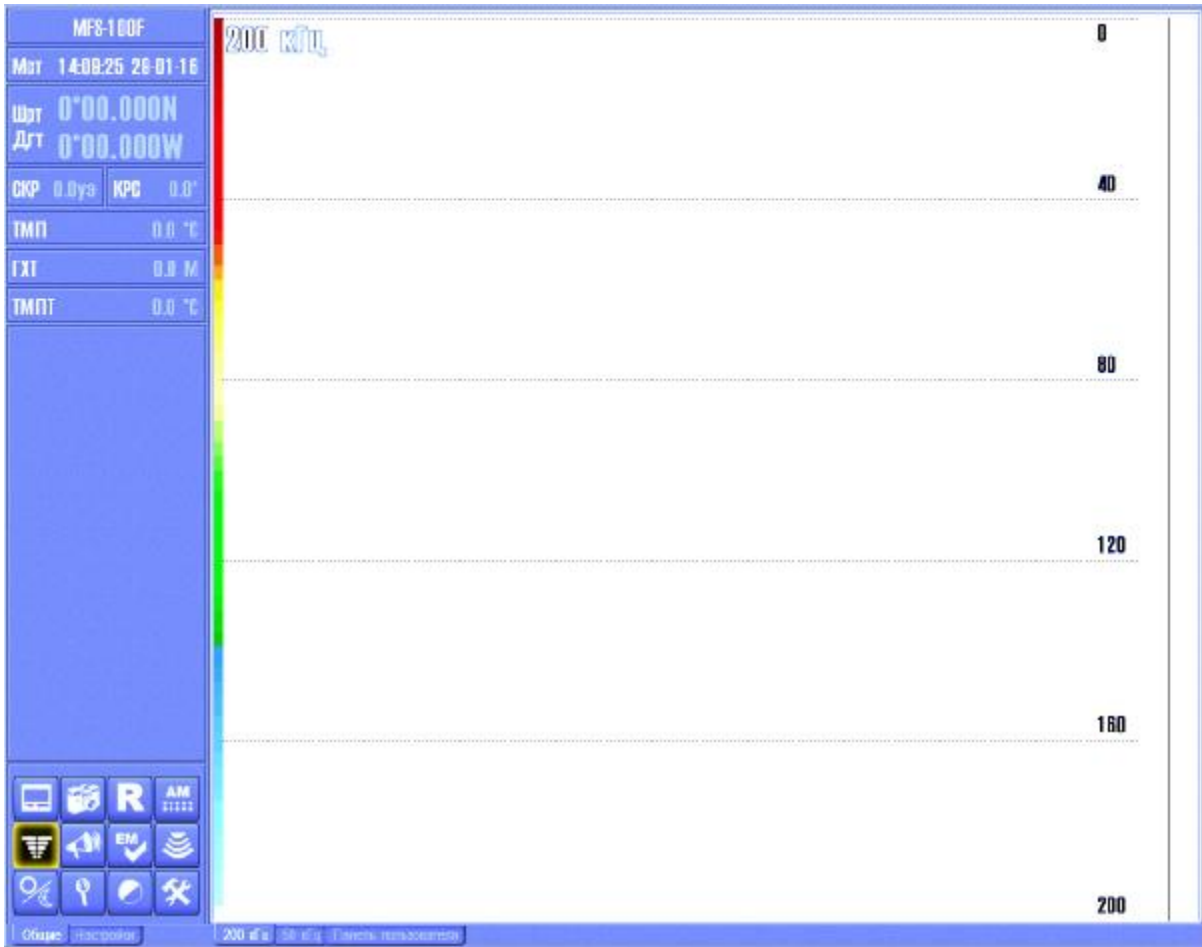 MFS-100F
Мст 14:09:25 28-01-16
Шрт 0°00.000N
Дгт 0°00.000W
СКР 0.0уз КРС 0.0°
ТМП 0.0 °C
ГХТ 0.0 М
ТМПТ 0.0 °C
R AM
EM
Общие Настройки
200 кГц
0
40
80
120
160
200
200 кГц 50 кГц Панель пользователя